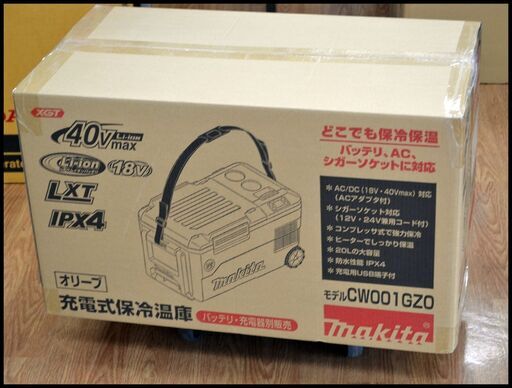 XGT
40Vmax Li-ion
Li-ion 18V
LXT
IPX4
オリーブ
充電式保冷温庫
バッテリ・充電器別販売
makita
どこでも保冷保温
バッテリ、AC、
シガーソケットに対応
＊AC/DC(18V・40Vmax)対応
(ACアダプタ付)
＊シガーソケット対応
(12V・24V兼用コード付)
＊コンプレッサ式で強力保冷
＊ヒーターでしっかり保温
＊20Lの大容量
＊防水性能 IPX4
＊充電用USB端子付
モデルCW001GZO
makita